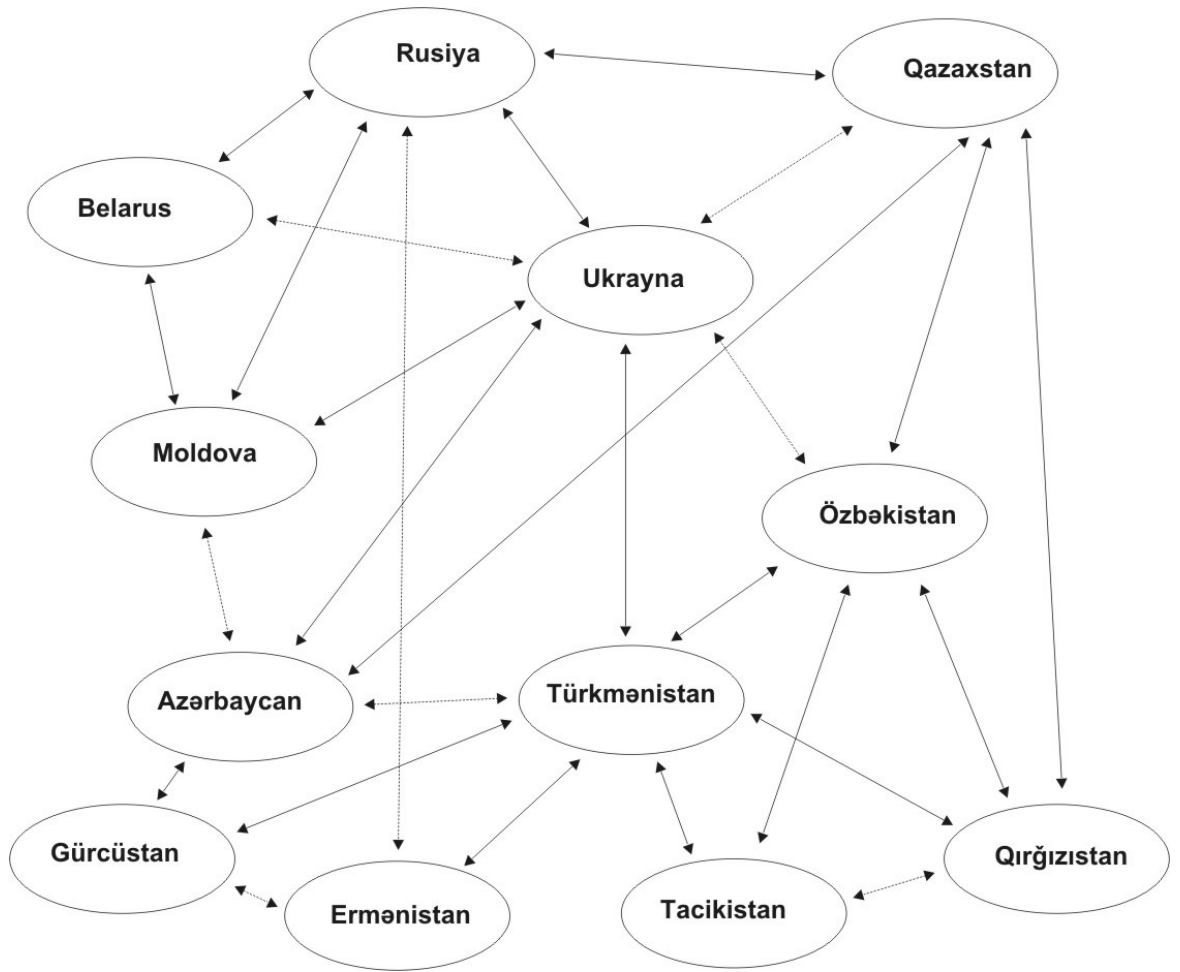 Rusiya
Qazaxstan
Belarus
Ukrayna
Moldova
Özbəkistan
Azərbaycan
Türkmənistan
Gürcüstan
Ermənistan
Tacikistan
Qırğızıstan